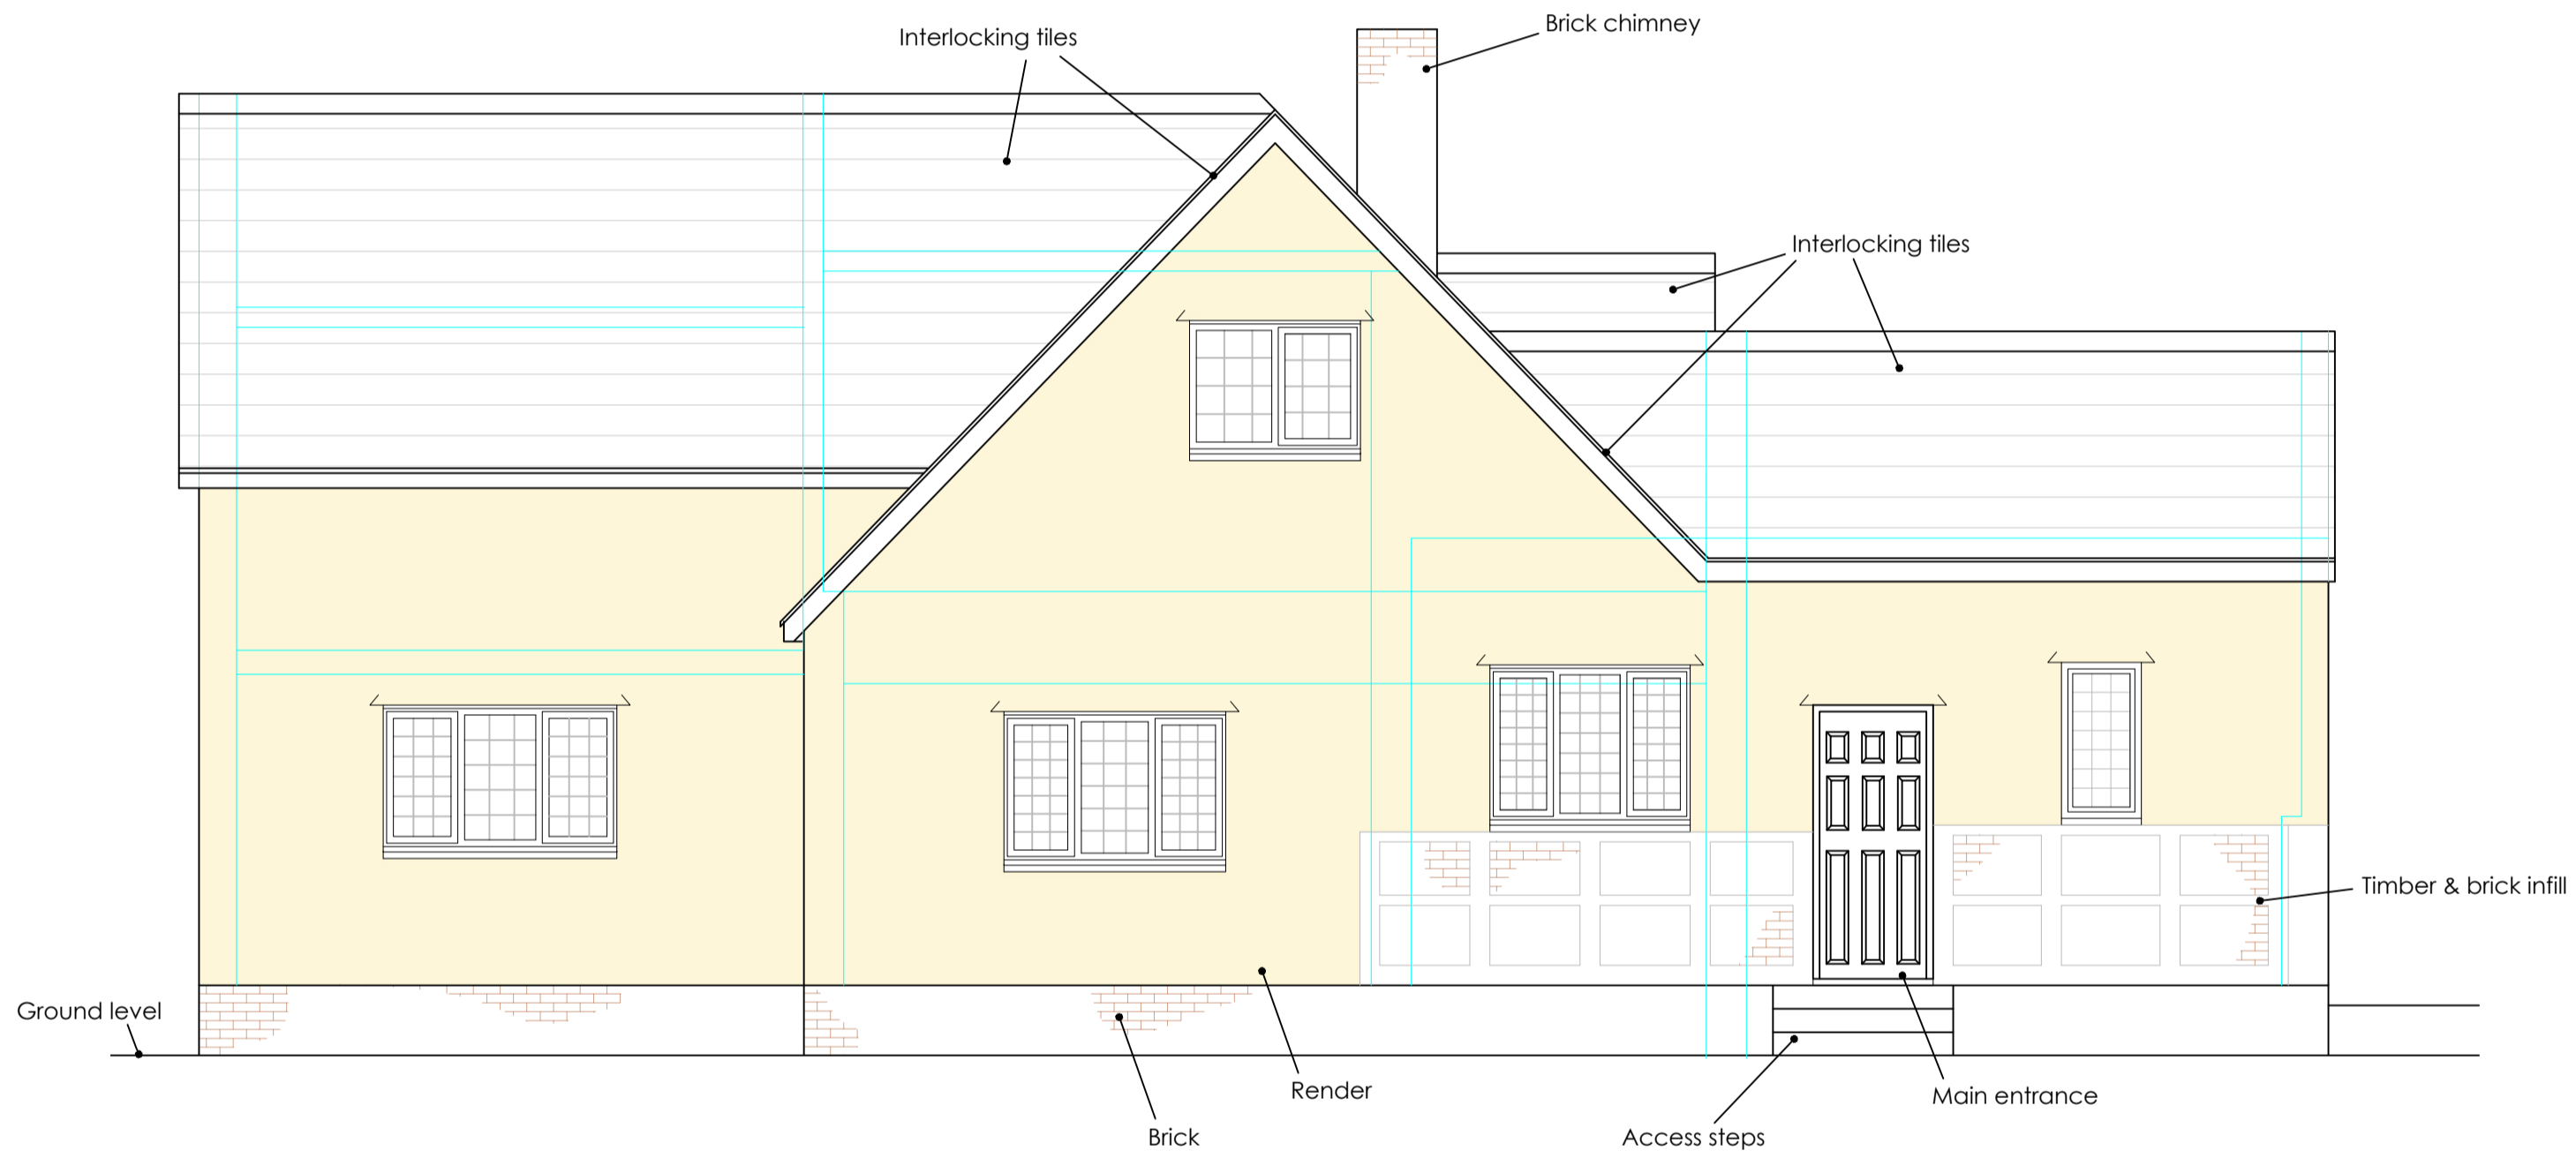 Brick chimney
Interlocking tiles
Interlocking tiles
Timber & brick infill
Ground level
Render
Main entrance
Brick
Access steps